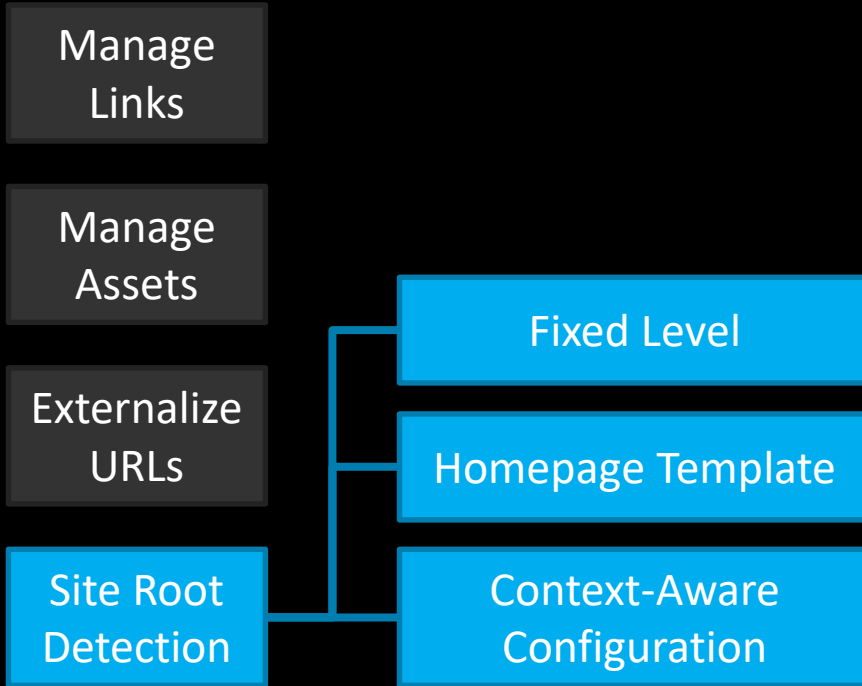 Manage
Links
Manage
Assets
Externalize
URLs
Site Root
Detection
Fixed Level
Homepage Template
Context-Aware
Configuration